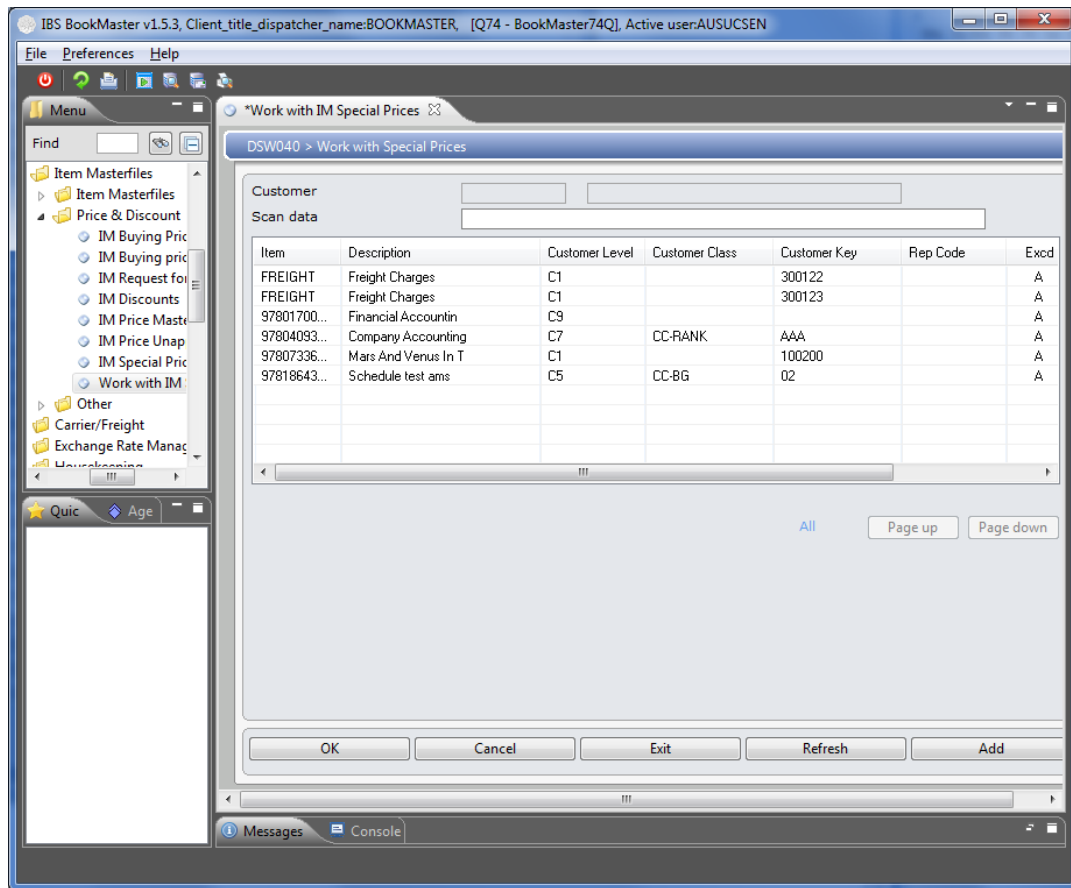 IBS BookMaster v1.5.3, Client_title_dispatcher_name:BOOKMASTER, [Q74 - BookMaster74Q], Active user:AUSUCSEN
File Preferences Help
Menu
*Work with IM Special Prices
Find
DSW040 > Work with Special Prices
Item Masterfiles
Item Masterfiles
Price & Discount
IM Buying Pric
IM Buying pric
IM Request for
IM Discounts
IM Price Maste
IM Price Unap
IM Special Pric
Work with IM
Other
Carrier/Freight
Exchange Rate Manag
Housekeeping
Customer
Scan data
Item Description Customer Level Customer Class Customer Key Rep Code Excd
FREIGHT Freight Charges C1 300122 A
FREIGHT Freight Charges C1 300123 A
97801700... Financial Accountin C9 A
97804093... Company Accounting C7 CC-RANK AAA A
97807336... Mars And Venus In T C1 100200 A
97818643... Schedule test ams C5 CC-BG 02 A
Quic Age
All Page up Page down
OK Cancel Exit Refresh Add
Messages Console